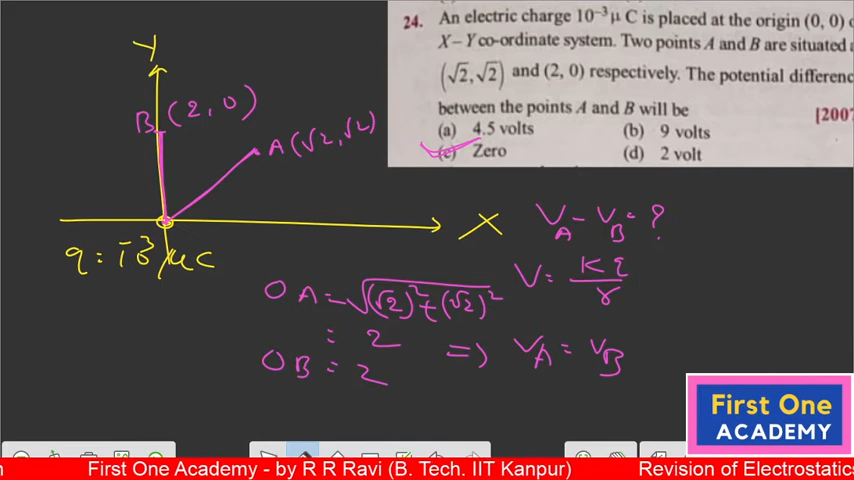 24. An electric charge 10⁻³ μ C is placed at the origin (0, 0) o
X – Y co-ordinate system. Two points A and B are situated a
(√2, √2) and (2, 0) respectively. The potential differenc
between the points A and B will be
[2007
(a) 4.5 volts (b) 9 volts
(c) Zero (d) 2 volt
Y
B (2, 0)
A (√2, √2)
X
q = 10⁻³ μC
V_A - V_B = ?
V = Kq/r
OA = √((√2)² + (√2)²)
= 2
OB = 2 ⇒ V_A = V_B
First One
ACADEMY
First One Academy - by R R Ravi (B. Tech. IIT Kanpur) Revision of Electrostatics